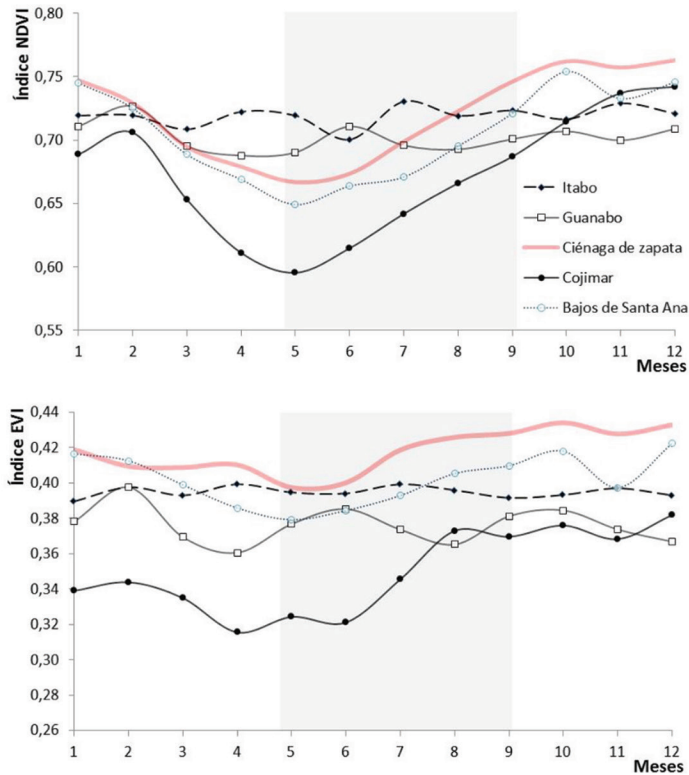 Índice NDVI
0,80
0,75
0,70
0,65
0,60
0,55
Itabo
Guanabo
Ciénaga de zapata
Cojimar
Bajos de Santa Ana
1 2 3 4 5 6 7 8 9 10 11 12
Meses
Índice EVI
0,44
0,42
0,40
0,38
0,36
0,34
0,32
0,30
0,28
0,26
1 2 3 4 5 6 7 8 9 10 11 12
Meses